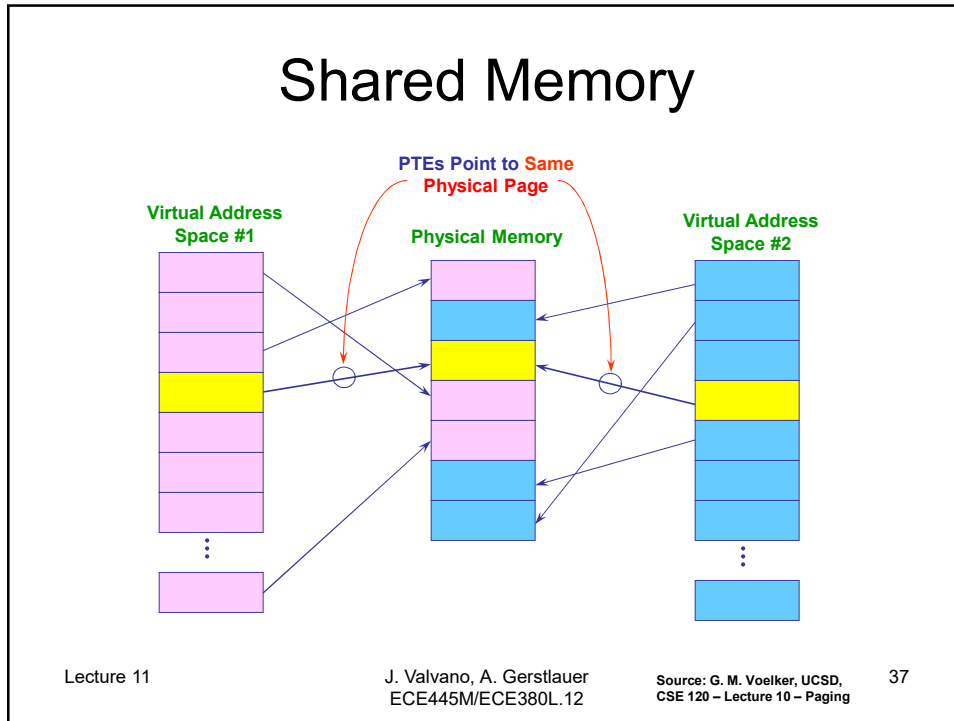 Shared Memory
PTEs Point to Same
Physical Page
Virtual Address
Space #1
Physical Memory
Virtual Address
Space #2
Lecture 11
J. Valvano, A. Gerstlauer
ECE445M/ECE380L.12
Source: G. M. Voelker, UCSD,
CSE 120 – Lecture 10 – Paging
37